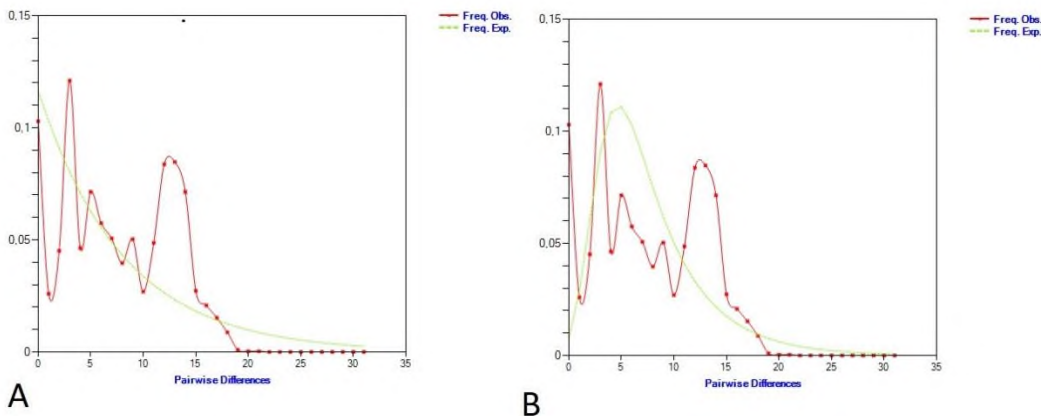 0,15
0,1
0,05
0
0 5 10 15 20 25 30 35
Pairwise Differences
Freq. Obs.
Freq. Exp.
A
0,15
0,1
0,05
0
0 5 10 15 20 25 30 35
Pairwise Differences
Freq. Obs.
Freq. Exp.
B